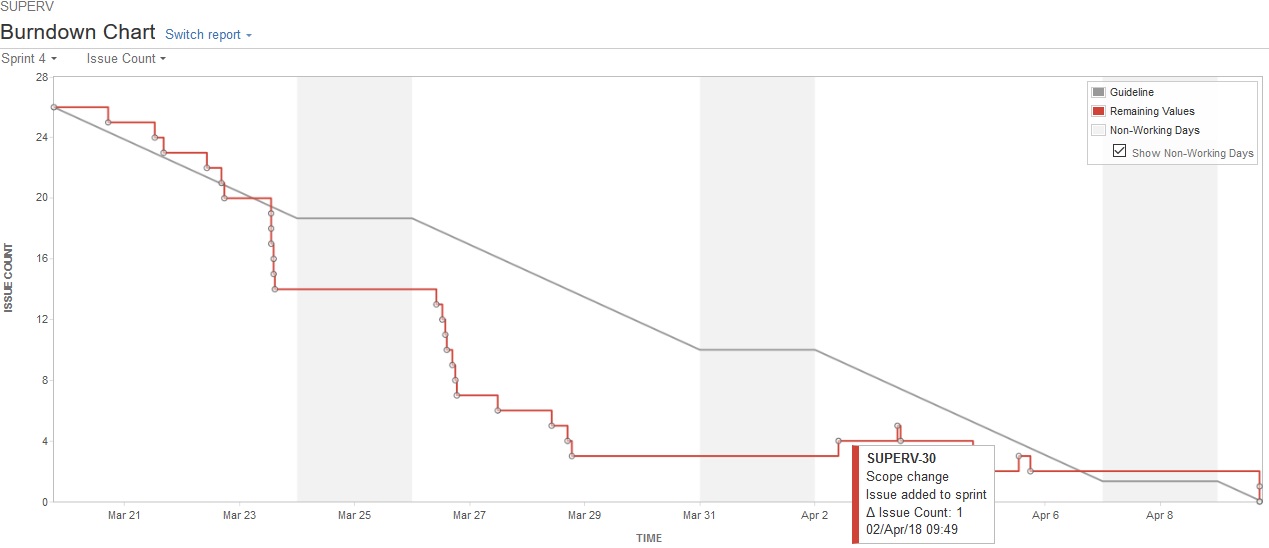 SUPERV
Burndown Chart Switch report
Sprint 4 Issue Count
28
24
20
16
12
8
4
0
ISSUE COUNT
Guideline
Remaining Values
Non-Working Days
Show Non-Working Days
SUPERV-30
Scope change
Issue added to sprint
Δ Issue Count: 1
02/Apr/18 09:49
Mar 21 Mar 23 Mar 25 Mar 27 Mar 29 Mar 31 Apr 2 Apr 6 Apr 8
TIME